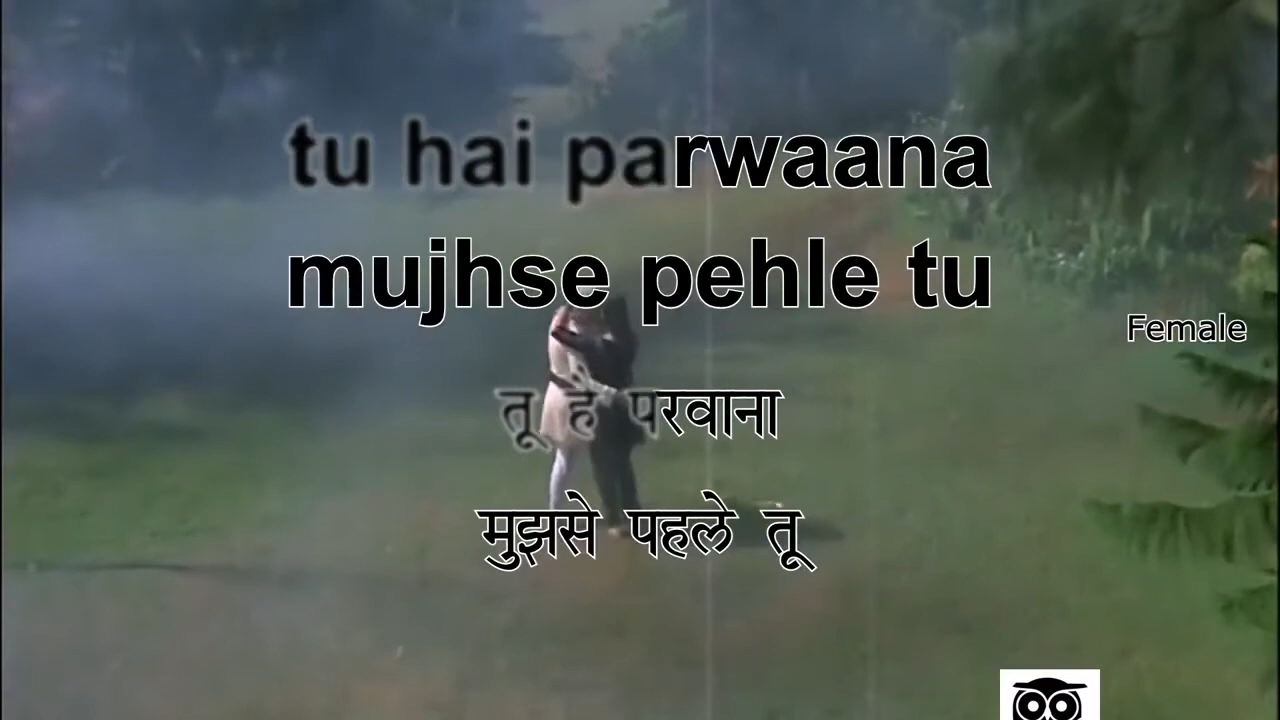 tu hai parwaana
mujhse pehle tu
Female
तू है परवाना
मुझसे पहले तू